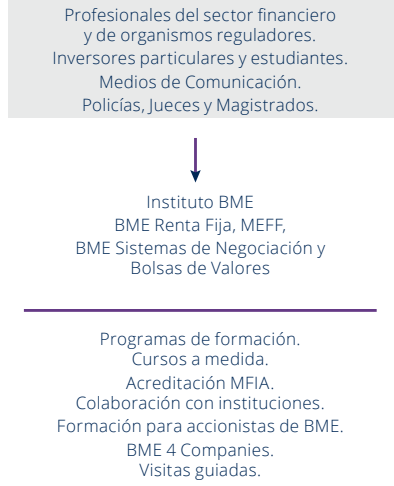 Profesionales del sector financiero
y de organismos reguladores.
Inversores particulares y estudiantes.
Medios de Comunicación.
Policías, Jueces y Magistrados.
Instituto BME
BME Renta Fija, MEFF,
BME Sistemas de Negociación y
Bolsas de Valores
Programas de formación.
Cursos a medida.
Acreditación MFIA.
Colaboración con instituciones.
Formación para accionistas de BME.
BME 4 Companies.
Visitas guiadas.